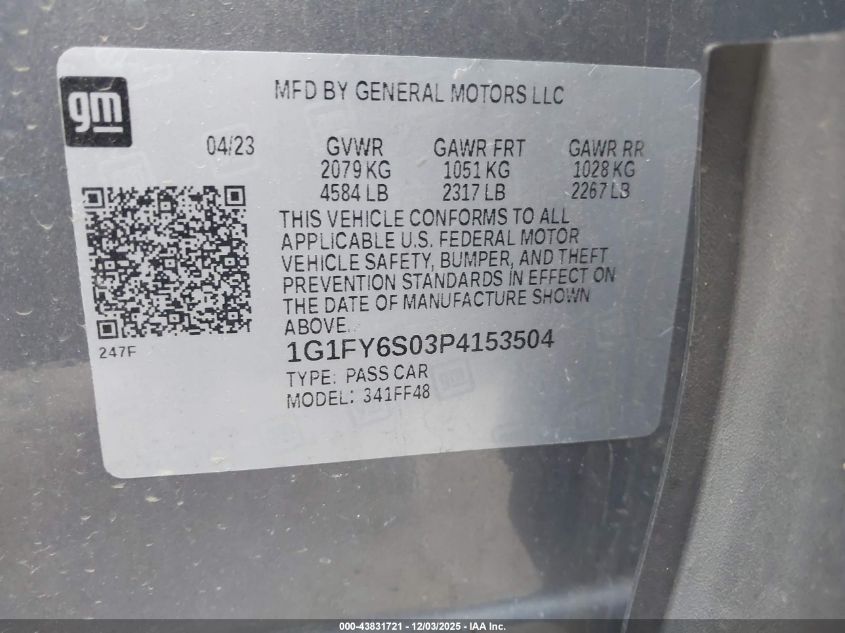 gm
MFD BY GENERAL MOTORS LLC
04/23 GVWR GAWR FRT GAWR RR
2079 KG 1051 KG 1028 KG
4584 LB 2317 LB 2267 LB
THIS VEHICLE CONFORMS TO ALL
APPLICABLE U.S. FEDERAL MOTOR
VEHICLE SAFETY, BUMPER, AND THEFT
PREVENTION STANDARDS IN EFFECT ON
THE DATE OF MANUFACTURE SHOWN
ABOVE.
247F
1G1FY6S03P4153504
TYPE: PASS CAR
MODEL: 341FF48
000-43831721 - 12/03/2025 - IAA Inc.